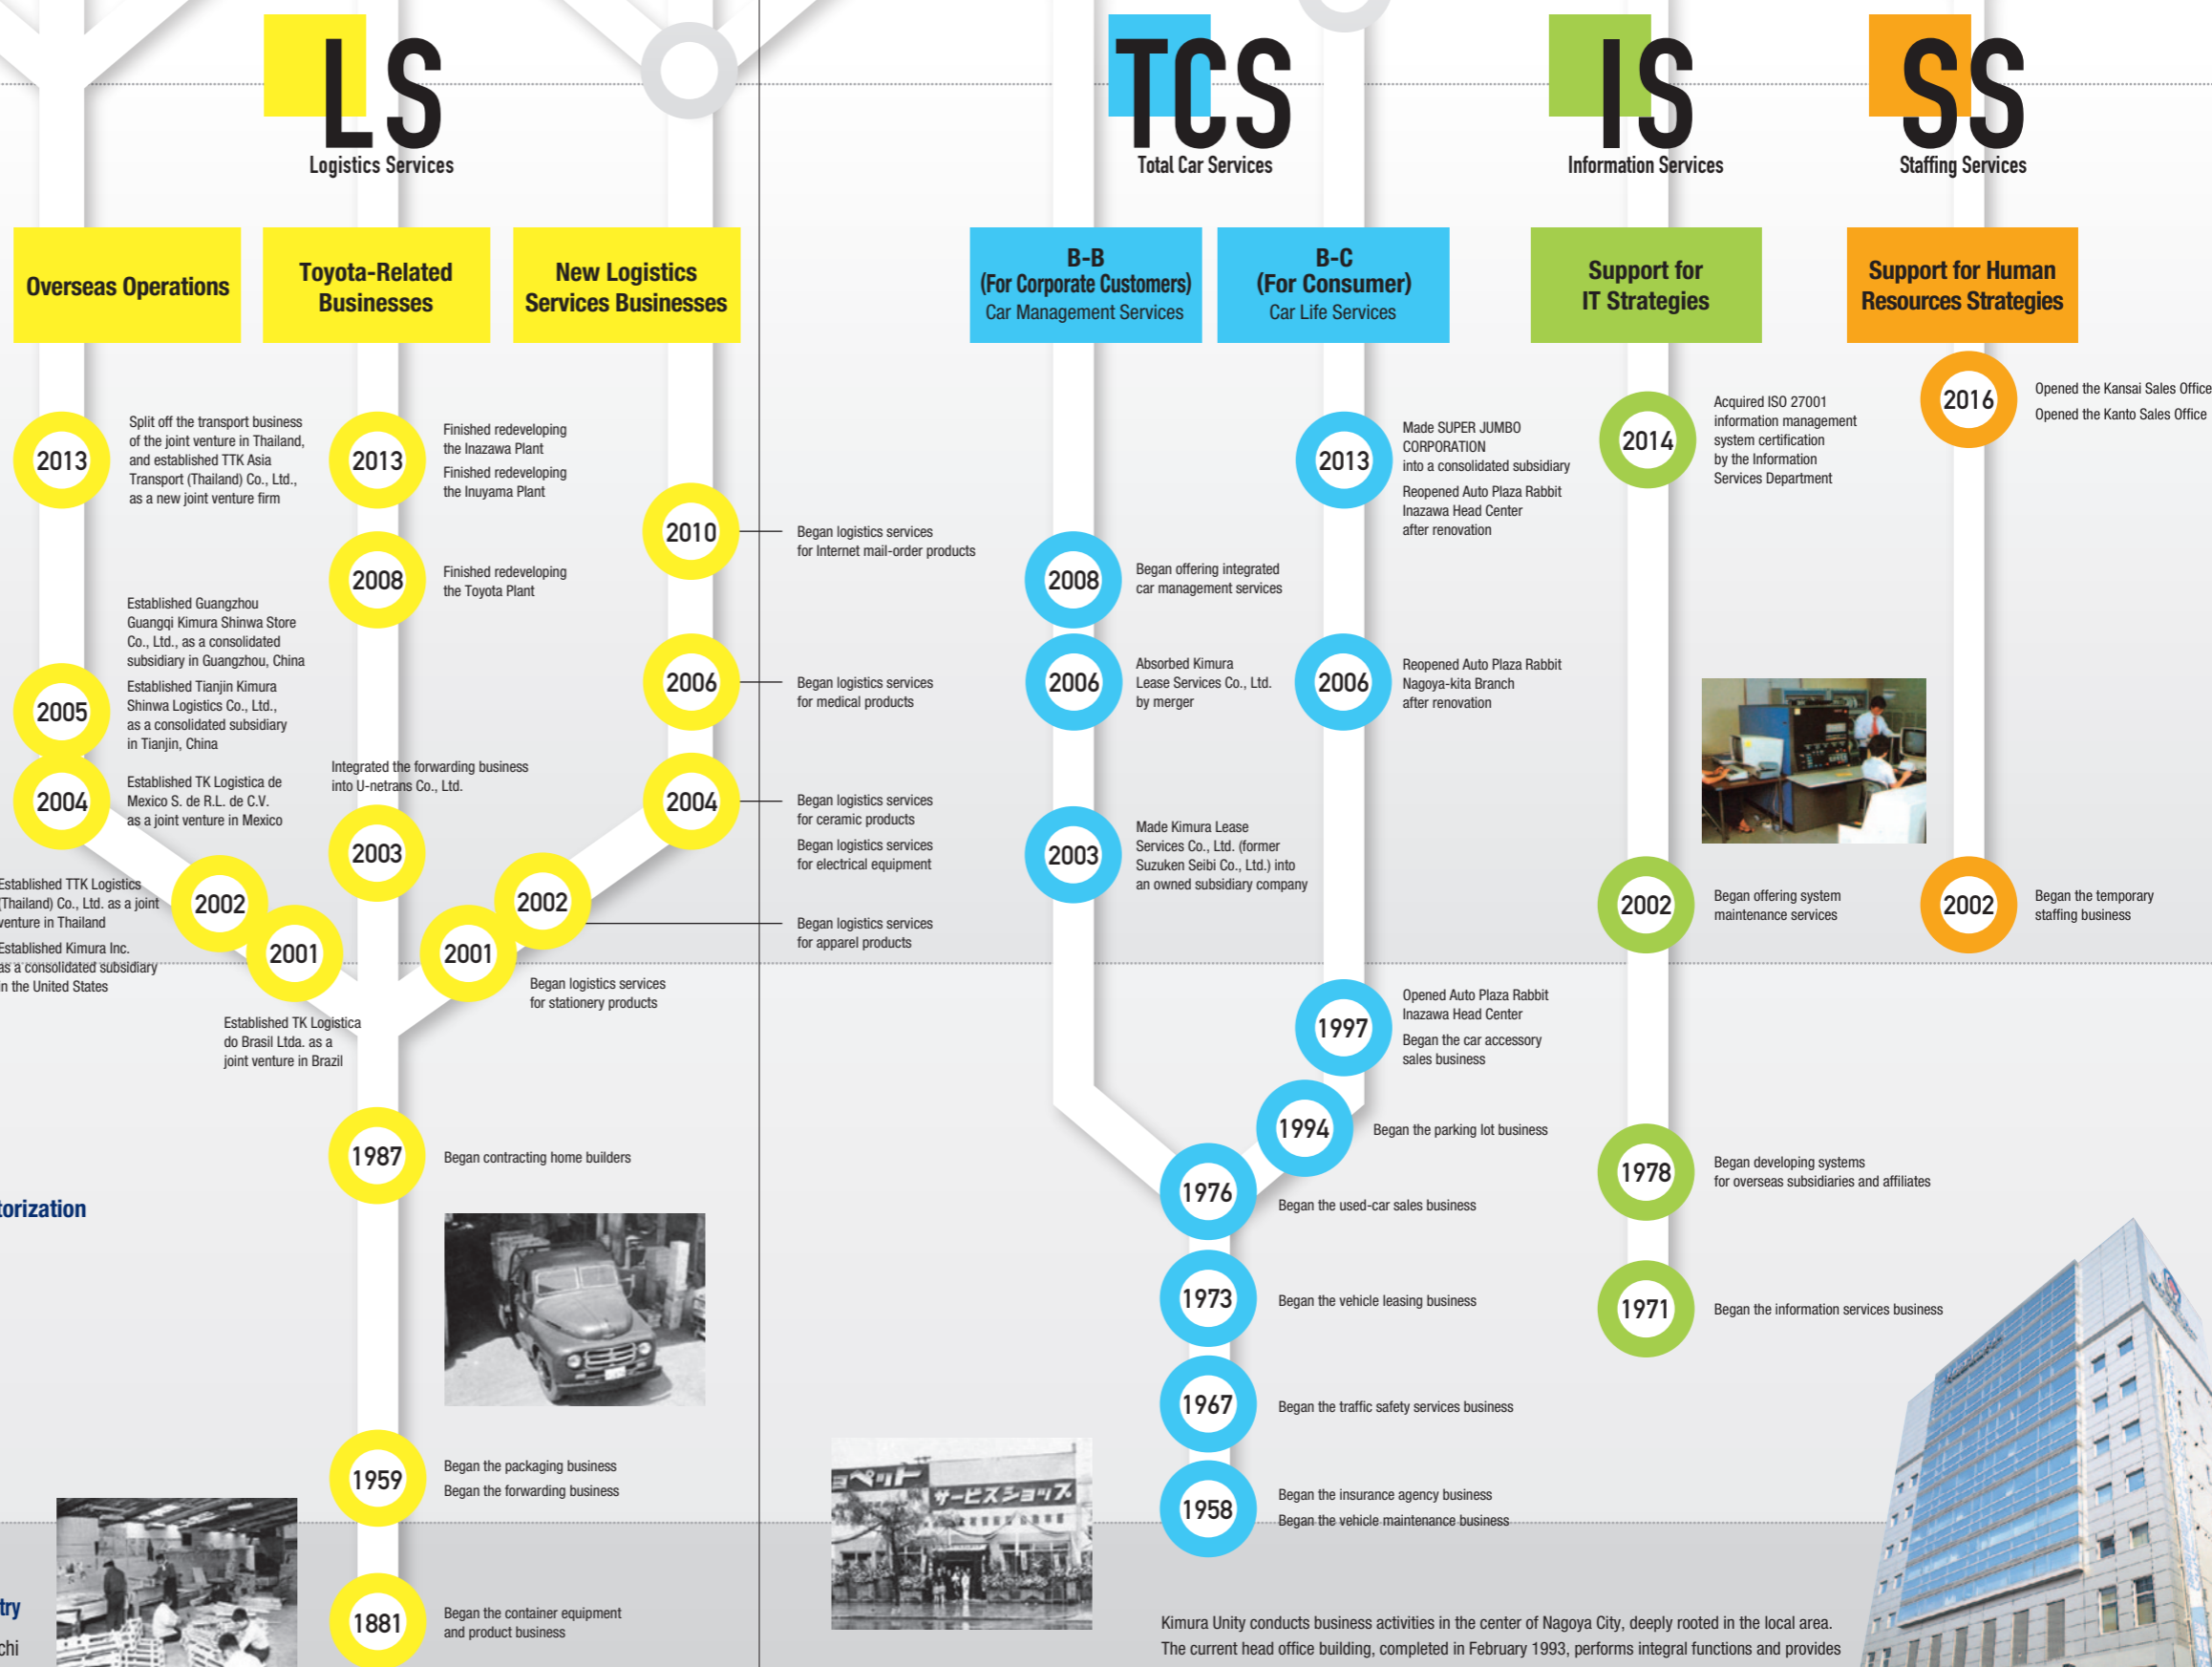 LS
Logistics Services
Overseas Operations
Toyota-Related
Businesses
New Logistics
Services Businesses
2013
Split off the transport business
of the joint venture in Thailand,
and established TTK Asia
Transport (Thailand) Co., Ltd.,
as a new joint venture firm
2005
Established Guangzhou
Guangqi Kimura Shinwa Store
Co., Ltd., as a consolidated
subsidiary in Guangzhou, China
Established Tianjin Kimura
Shinwa Logistics Co., Ltd.,
as a consolidated subsidiary
in Tianjin, China
2004
Established TK Logistica de
Mexico S. de R.L. de C.V.
as a joint venture in Mexico
2002
Established TTK Logistics
(Thailand) Co., Ltd. as a joint
venture in Thailand
Established Kimura Inc.
as a consolidated subsidiary
in the United States
2001
Established TK Logistica
do Brasil Ltda. as a
joint venture in Brazil
2013
Finished redeveloping
the Inazawa Plant
Finished redeveloping
the Inuyama Plant
2008
Finished redeveloping
the Toyota Plant
Integrated the forwarding business
into U-netrans Co., Ltd.
2003
2010
Began logistics services
for Internet mail-order products
2006
Began logistics services
for medical products
2004
Began logistics services
for ceramic products
Began logistics services
for electrical equipment
2002
Began logistics services
for apparel products
2001
Began logistics services
for stationery products
1987
Began contracting home builders
1959
Began the packaging business
Began the forwarding business
1881
Began the container equipment
and product business
torization
try
chi
TCS
Total Car Services
B-B
(For Corporate Customers)
Car Management Services
B-C
(For Consumer)
Car Life Services
2008
Began offering integrated
car management services
2006
Absorbed Kimura
Lease Services Co., Ltd.
by merger
2003
Made Kimura Lease
Services Co., Ltd. (former
Suzuken Seibi Co., Ltd.) into
an owned subsidiary company
2013
Made SUPER JUMBO
CORPORATION
into a consolidated subsidiary
Reopened Auto Plaza Rabbit
Inazawa Head Center
after renovation
2006
Reopened Auto Plaza Rabbit
Nagoya-kita Branch
after renovation
1997
Opened Auto Plaza Rabbit
Inazawa Head Center
Began the car accessory
sales business
1994
Began the parking lot business
1976
Began the used-car sales business
1973
Began the vehicle leasing business
1967
Began the traffic safety services business
1958
Began the insurance agency business
Began the vehicle maintenance business
ペット
サービスショップ
IS
Information Services
Support for
IT Strategies
2014
Acquired ISO 27001
information management
system certification
by the Information
Services Department
2002
Began offering system
maintenance services
1978
Began developing systems
for overseas subsidiaries and affiliates
1971
Began the information services business
SS
Staffing Services
Support for Human
Resources Strategies
2016
Opened the Kansai Sales Office
Opened the Kanto Sales Office
2002
Began the temporary
staffing business
Kimura Unity conducts business activities in the center of Nagoya City, deeply rooted in the local area.
The current head office building, completed in February 1993, performs integral functions and provides